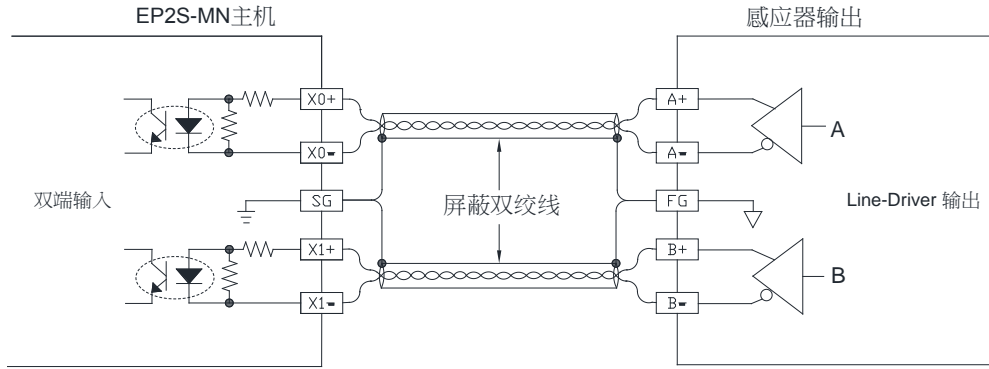 EP2S-MN主机
感应器输出
X0+
A+
A
X0-
A-
双端输入
SG
屏蔽双绞线
FG
Line-Driver 输出
X1+
B+
B
X1-
B-